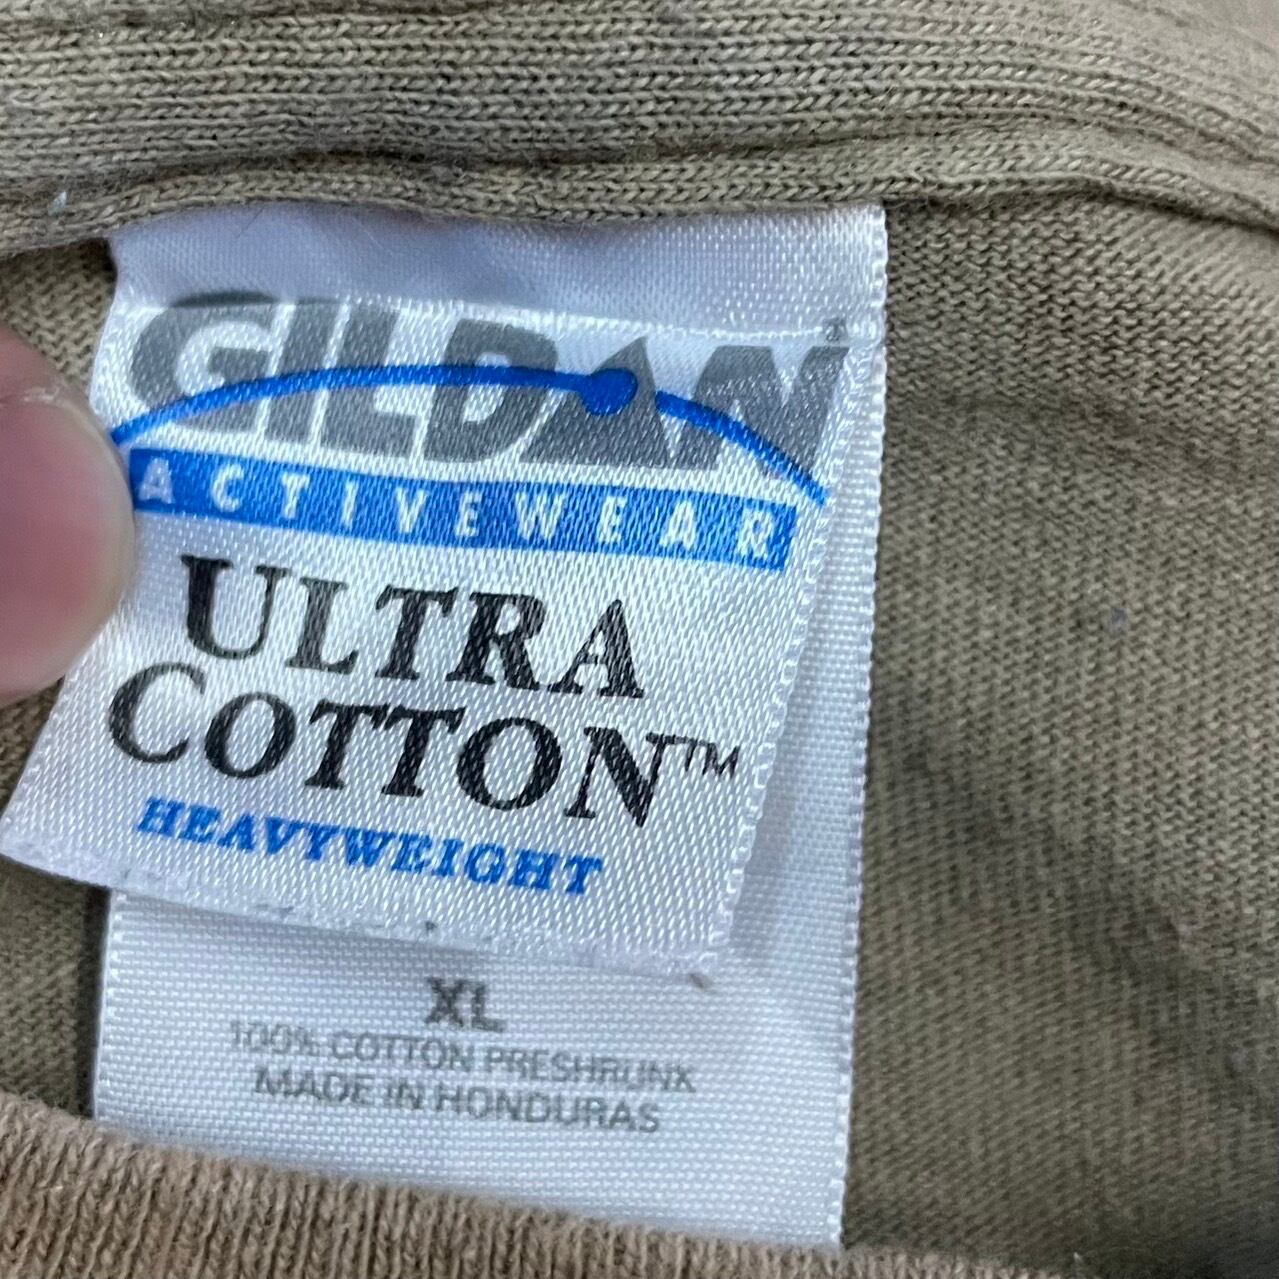 GILDAN
ACTIVEWEAR
ULTRA
COTTON™
HEAVYWEIGHT
XL
100% COTTON PRESHRUNK
MADE IN HONDURAS